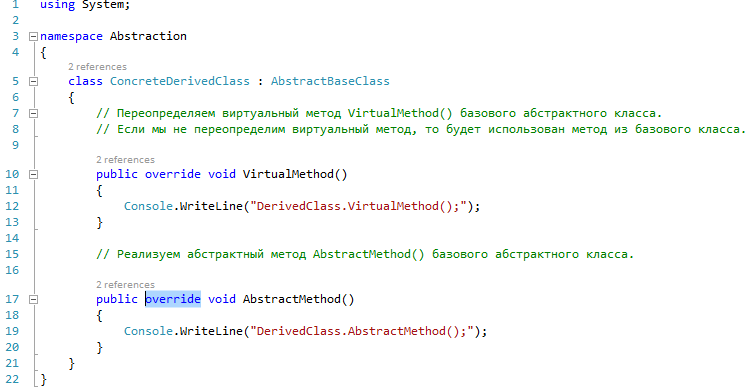 1 using System;
2
3 namespace Abstraction
4 {
2 references
5 class ConcreteDerivedClass : AbstractBaseClass
6 {
7 // Переопределяем виртуальный метод VirtualMethod() базового абстрактного класса.
8 // Если мы не переопределим виртуальный метод, то будет использован метод из базового класса.
9
2 references
10 public override void VirtualMethod()
11 {
12 Console.WriteLine("DerivedClass.VirtualMethod();");
13 }
14
15 // Реализуем абстрактный метод AbstractMethod() базового абстрактного класса.
16
2 references
17 public override void AbstractMethod()
18 {
19 Console.WriteLine("DerivedClass.AbstractMethod();");
20 }
21 }
22 }